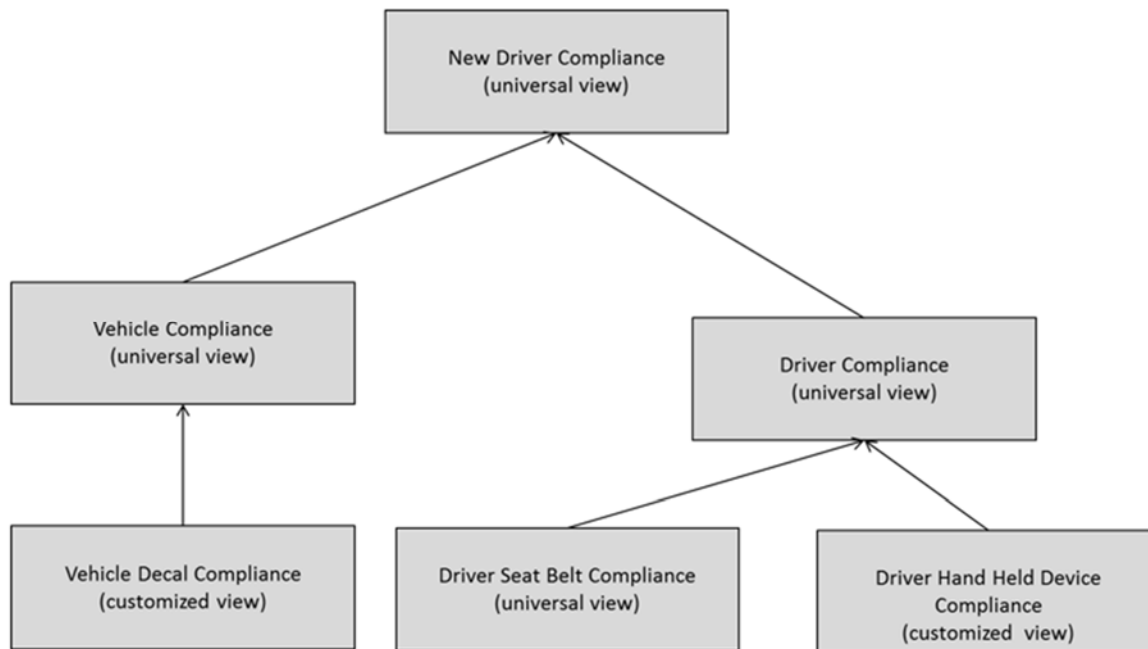 New Driver Compliance
(universal view)
Vehicle Compliance
(universal view)
Driver Compliance
(universal view)
Vehicle Decal Compliance
(customized view)
Driver Seat Belt Compliance
(universal view)
Driver Hand Held Device
Compliance
(customized view)